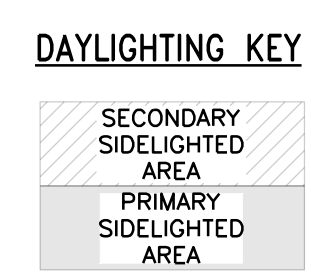 DAYLIGHTING KEY
SECONDARY
SIDELIGHTED
AREA
PRIMARY
SIDELIGHTED
AREA